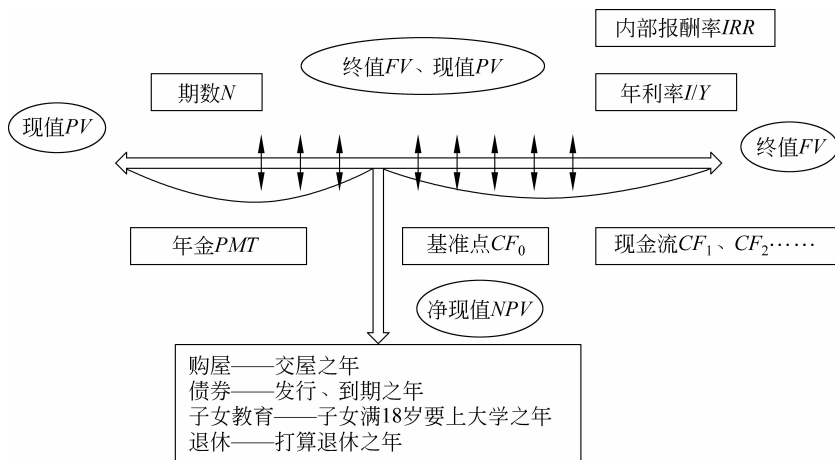 内部报酬率IRR
终值FV、现值PV
期数N
年利率I/Y
现值PV
终值FV
年金PMT
基准点CF₀
现金流CF₁、CF₂⋯⋯
净现值NPV
购屋——交屋之年
债券——发行、到期之年
子女教育——子女满18岁要上大学之年
退休——打算退休之年